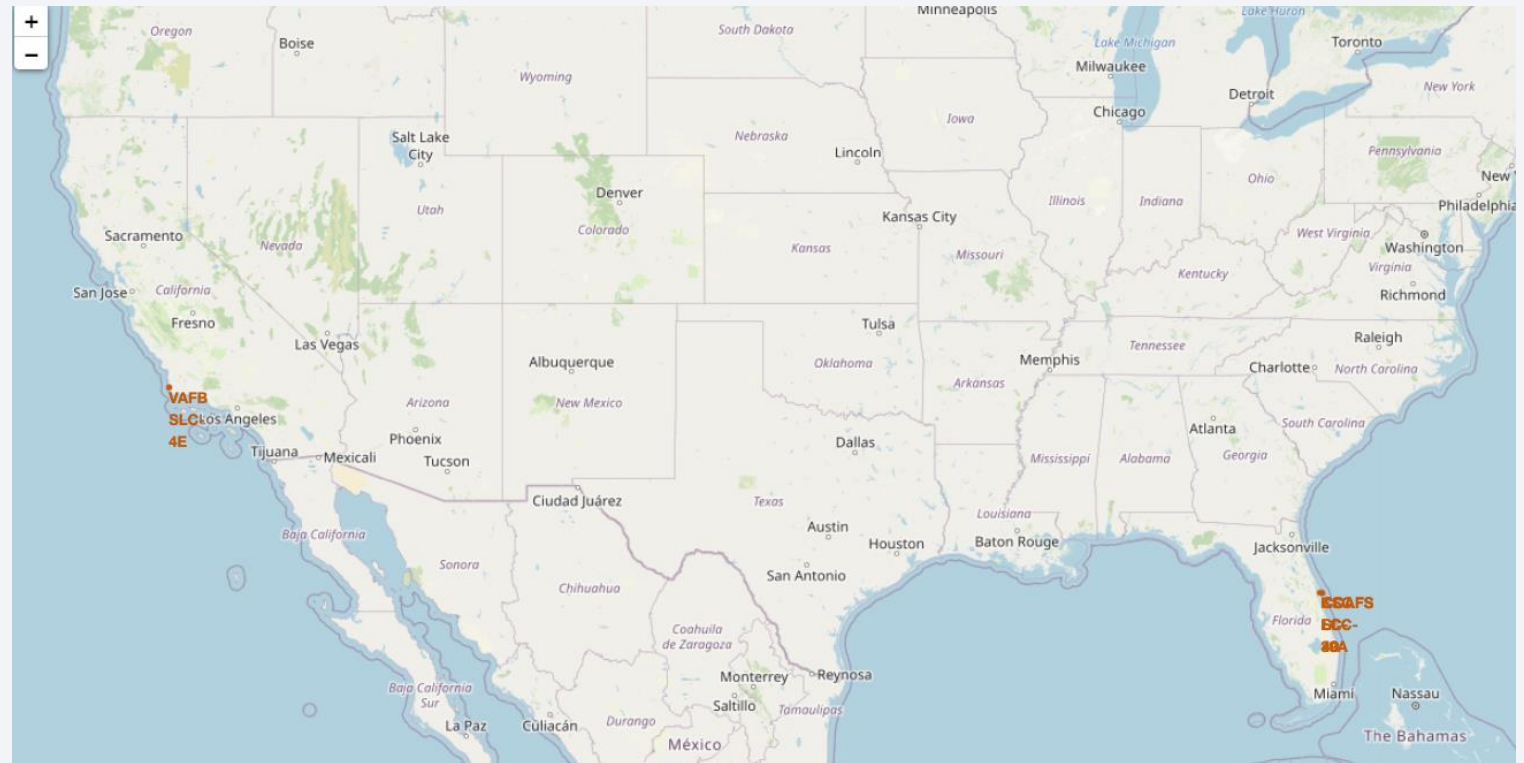 +
−
Oregon
Boise
South Dakota
Minneapolis
Lake Huron
Lake Michigan
Toronto
Milwaukee
Wyoming
New York
Detroit
Chicago
Iowa
Salt Lake
City
Nebraska
Lincoln
Pennsylvania
New
Denver
Ohio
Utah
Illinois
Indiana
Philadelphia
Kansas City
Colorado
Sacramento
Nevada
Kansas
Missouri
West Virginia
Washington
Kentucky
Virginia
San Jose
California
Richmond
Fresno
Tulsa
Las Vegas
Raleigh
Tennessee
Albuquerque
Oklahoma
Memphis
Charlotte
North Carolina
Arkansas
VAFB
SLC-
4E
Los Angeles
Arizona
New Mexico
South Carolina
Atlanta
Phoenix
Dallas
Tijuana
Mexicali
Tucson
Mississippi
Alabama
Georgia
Ciudad Juárez
Texas
Louisiana
Austin
Baja California
Houston
Baton Rouge
Jacksonville
Sonora
San Antonio
Chihuahua
Florida
Coahuila
de Zaragoza
Monterrey
Reynosa
Baja California
Sur
Saltillo
Tamaulipas
Miami
Nassau
La Paz
Culiacán
Durango
México
The Bahamas